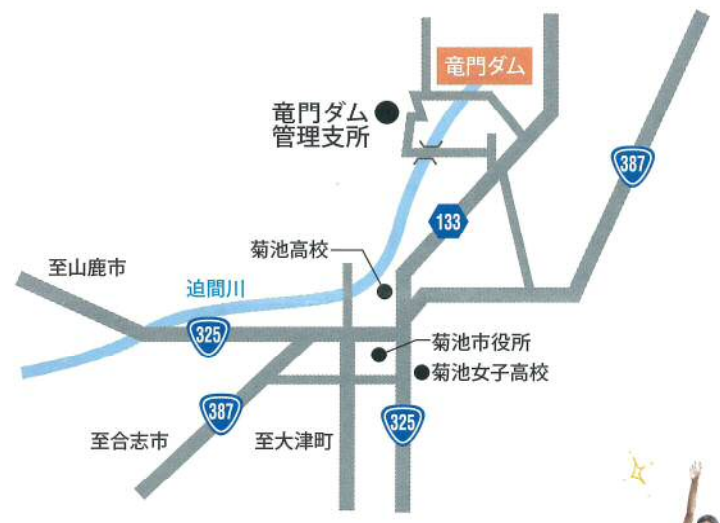 竜門ダム
竜門ダム
管理支所
387
133
菊池高校
至山鹿市
迫間川
325
菊池市役所
菊池女子高校
387
325
至合志市
至大津町